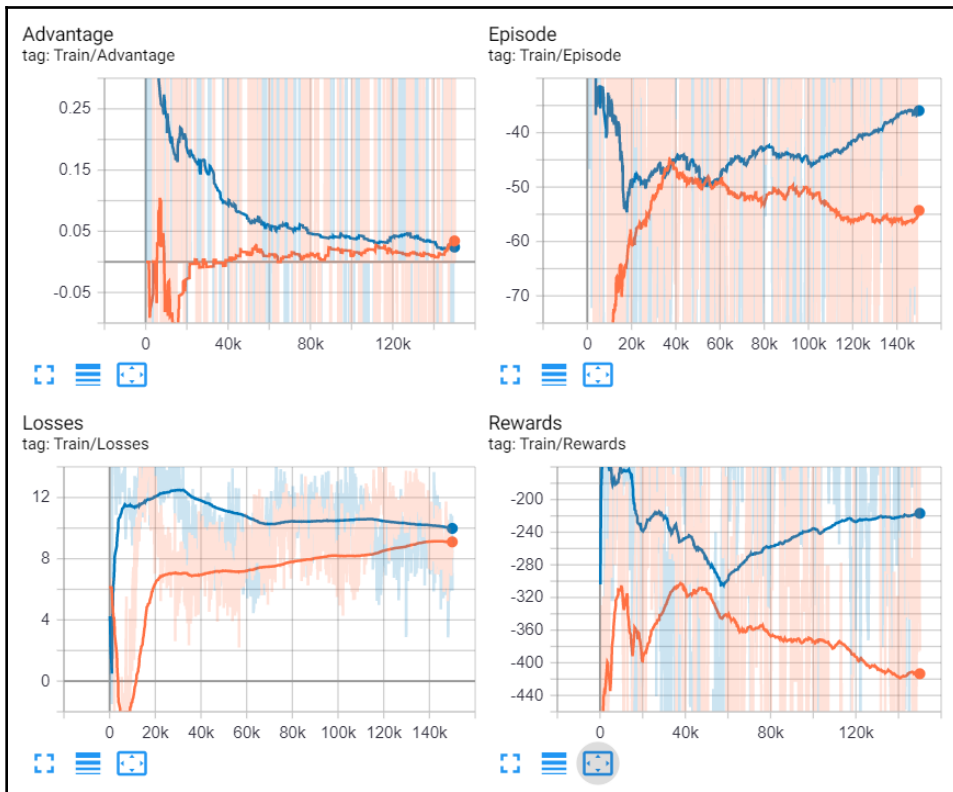 Advantage
tag: Train/Advantage
0.25
0.15
0.05
-0.05
0 40k 80k 120k
Episode
tag: Train/Episode
-40
-50
-60
-70
0 20k 40k 60k 80k 100k 120k 140k
Losses
tag: Train/Losses
12
8
4
0
0 20k 40k 60k 80k 100k 140k
Rewards
tag: Train/Rewards
-200
-240
-280
-320
-360
-400
-440
0 40k 80k 120k